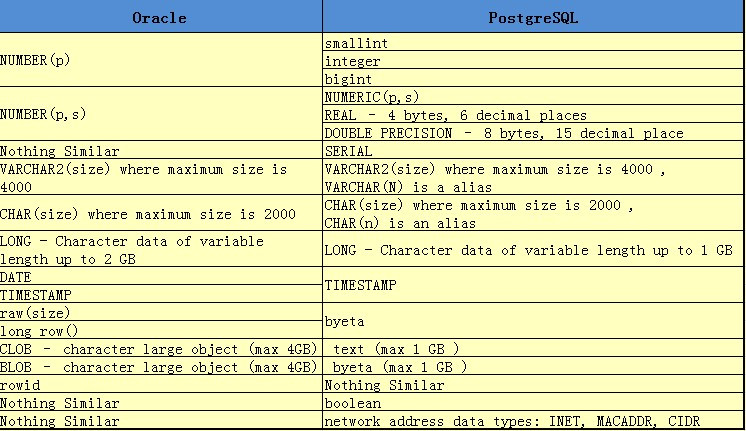 Oracle PostgreSQL
NUMBER(p)
smallint
integer
bigint
NUMBER(p,s)
NUMERIC(p,s)
REAL - 4 bytes, 6 decimal places
DOUBLE PRECISION - 8 bytes, 15 decimal place
Nothing Similar SERIAL
VARCHAR2(size) where maximum size is
4000
VARCHAR2(size) where maximum size is 4000 ,
VARCHAR(N) is a alias
CHAR(size) where maximum size is 2000
CHAR(size) where maximum size is 2000 ,
CHAR(n) is an alias
LONG - Character data of variable
length up to 2 GB
LONG - Character data of variable length up to 1 GB
DATE
TIMESTAMP
TIMESTAMP
raw(size)
long row()
byeta
CLOB - character large object (max 4GB) text (max 1 GB )
BLOB - character large object (max 4GB) byeta (max 1 GB )
rowid Nothing Similar
Nothing Similar boolean
Nothing Similar network address data types: INET, MACADDR, CIDR